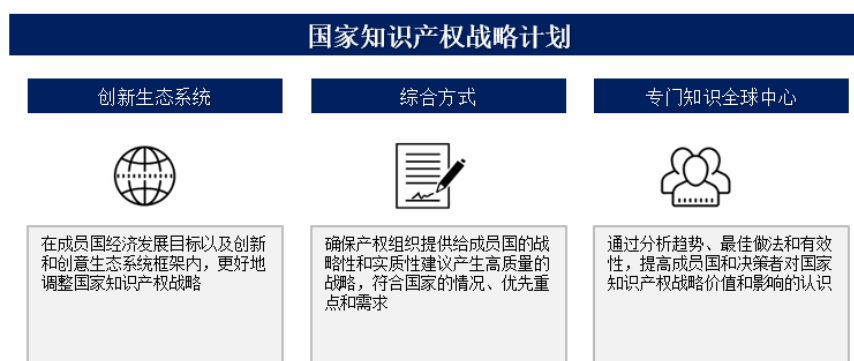 国家知识产权战略计划
创新生态系统
综合方式
专门知识全球中心
在成员国经济发展目标以及创新
和创意生态系统框架内，更好地
调整国家知识产权战略
确保产权组织提供给成员国的战
略性和实质性建议产生高质量的
战略，符合国家的情况、优先重
点和需求
通过分析趋势、最佳做法和有效
性，提高成员国和决策者对国家
知识产权战略价值和影响的认识